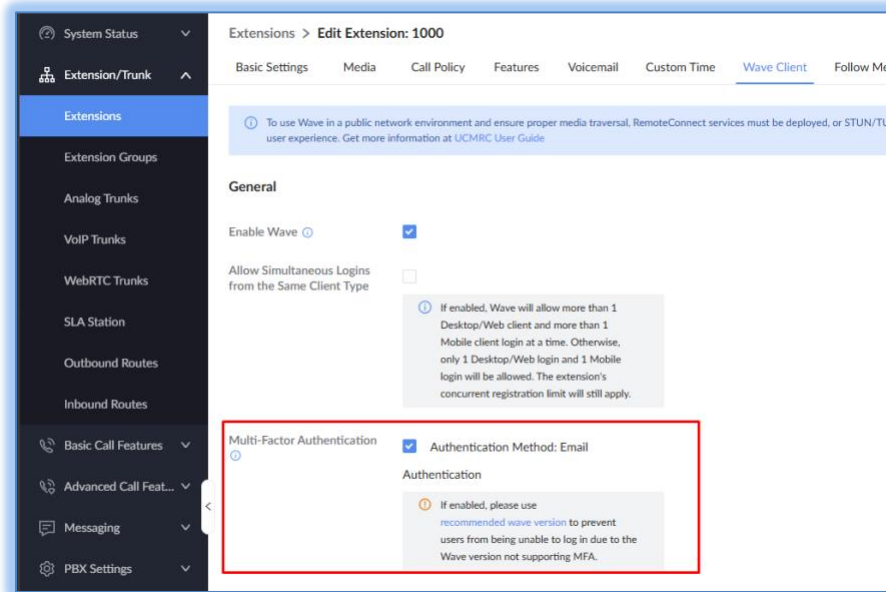 System Status
Extension/Trunk
Extensions
Extension Groups
Analog Trunks
VoIP Trunks
WebRTC Trunks
SLA Station
Outbound Routes
Inbound Routes
Basic Call Features
Advanced Call Feat...
Messaging
PBX Settings
Extensions > Edit Extension: 1000
Basic Settings Media Call Policy Features Voicemail Custom Time Wave Client Follow Me
To use Wave in a public network environment and ensure proper media traversal, RemoteConnect services must be deployed, or STUN/TU
user experience. Get more information at UCMRC User Guide
General
Enable Wave
Allow Simultaneous Logins
from the Same Client Type
If enabled, Wave will allow more than 1
Desktop/Web client and more than 1
Mobile client login at a time. Otherwise,
only 1 Desktop/Web login and 1 Mobile
login will be allowed. The extension's
concurrent registration limit will still apply.
Multi-Factor Authentication
Authentication Method: Email
Authentication
If enabled, please use
recommended wave version to prevent
users from being unable to log in due to the
Wave version not supporting MFA.